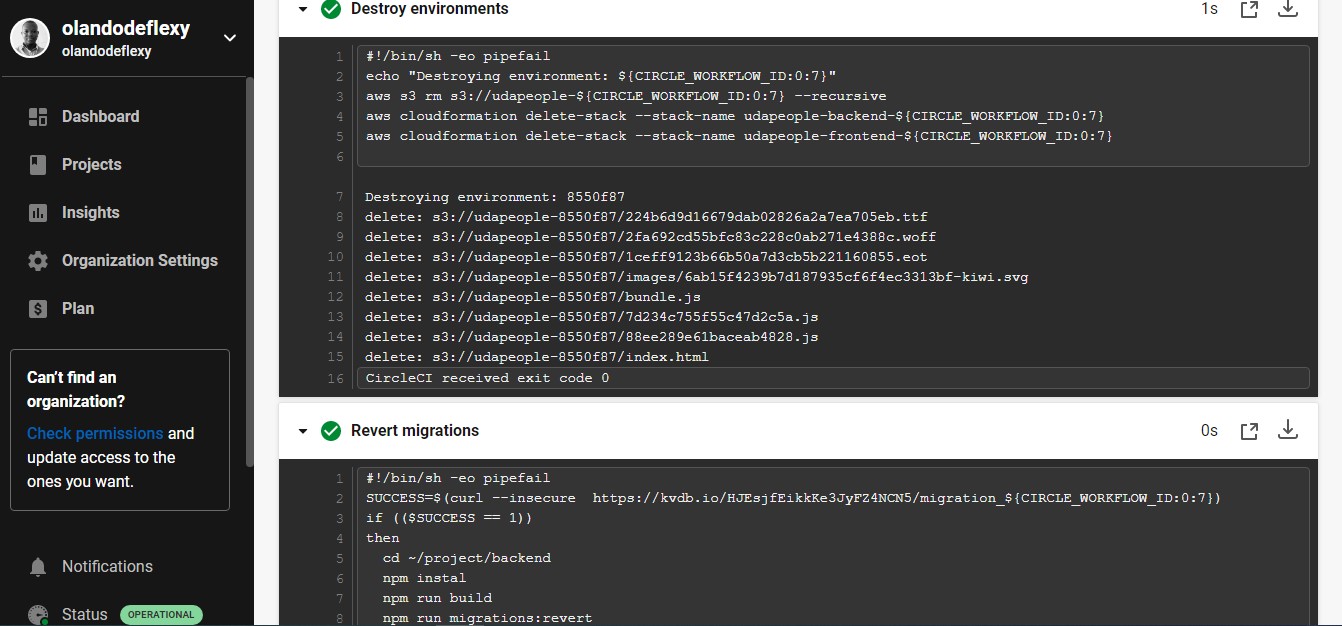 olandodeflexy
olandodeflexy
Dashboard
Projects
Insights
Organization Settings
Plan
Can't find an
organization?
Check permissions and
update access to the
ones you want.
Notifications
Status OPERATIONAL
Destroy environments 1s
1 #!/bin/sh -eo pipefail
2 echo "Destroying environment: ${CIRCLE_WORKFLOW_ID:0:7}"
3 aws s3 rm s3://udapeople-${CIRCLE_WORKFLOW_ID:0:7} --recursive
4 aws cloudformation delete-stack --stack-name udapeople-backend-${CIRCLE_WORKFLOW_ID:0:7}
5 aws cloudformation delete-stack --stack-name udapeople-frontend-${CIRCLE_WORKFLOW_ID:0:7}
6
7 Destroying environment: 8550f87
8 delete: s3://udapeople-8550f87/224b6d9d16679dab02826a2a7ea705eb.ttf
9 delete: s3://udapeople-8550f87/2fa692cd55bfc83c228c0ab271e4388c.woff
10 delete: s3://udapeople-8550f87/1ceff9123b66b50a7d3cb5b221160855.eot
11 delete: s3://udapeople-8550f87/images/6ab15f4239b7d187935cf6f4ec3313bf-kiwi.svg
12 delete: s3://udapeople-8550f87/bundle.js
13 delete: s3://udapeople-8550f87/7d234c755f55c47d2c5a.js
14 delete: s3://udapeople-8550f87/88ee289e61baceab4828.js
15 delete: s3://udapeople-8550f87/index.html
16 CircleCI received exit code 0
Revert migrations 0s
1 #!/bin/sh -eo pipefail
2 SUCCESS=$(curl --insecure  https://kvdb.io/HJEsjfEikkKe3JyFZ4NCN5/migration_${CIRCLE_WORKFLOW_ID:0:7})
3 if (($SUCCESS == 1))
4 then
5   cd ~/project/backend
6   npm instal
7   npm run build
8   npm run migrations:revert